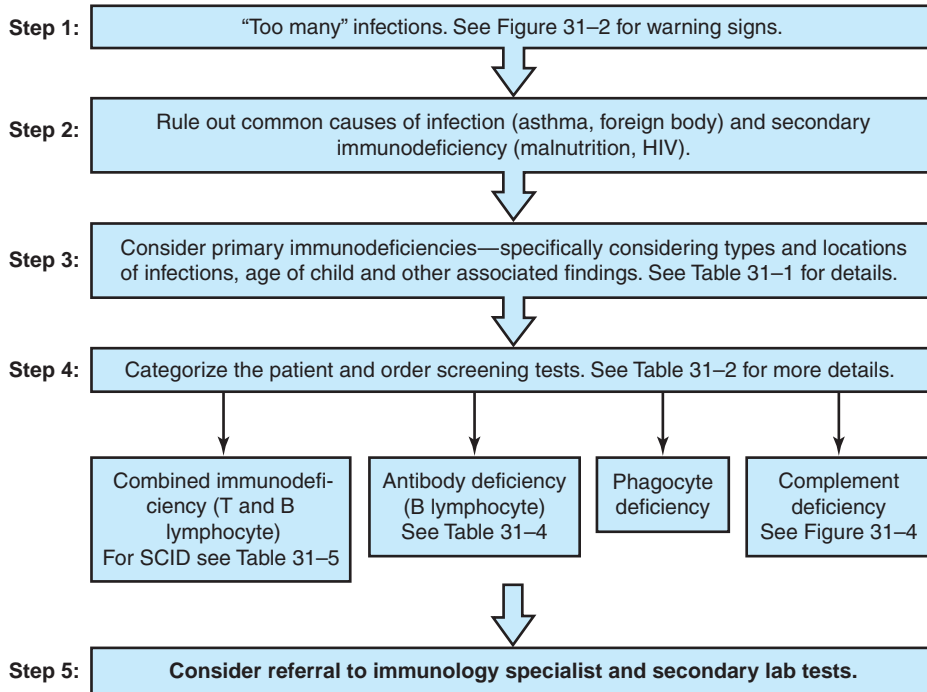 Step 1:
"Too many" infections. See Figure 31–2 for warning signs.
Step 2:
Rule out common causes of infection (asthma, foreign body) and secondary
immunodeficiency (malnutrition, HIV).
Step 3:
Consider primary immunodeficiencies—specifically considering types and locations
of infections, age of child and other associated findings. See Table 31–1 for details.
Step 4:
Categorize the patient and order screening tests. See Table 31–2 for more details.
Combined immunodefi-
ciency (T and B
lymphocyte)
For SCID see Table 31–5
Antibody deficiency
(B lymphocyte)
See Table 31–4
Phagocyte
deficiency
Complement
deficiency
See Figure 31–4
Step 5:
Consider referral to immunology specialist and secondary lab tests.